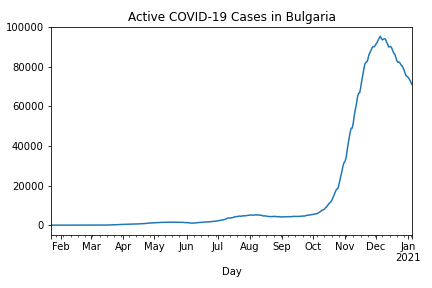 Active COVID-19 Cases in Bulgaria
100000
80000
60000
40000
20000
0
Feb Mar Apr May Jun Jul Aug Sep Oct Nov Dec Jan
2021
Day